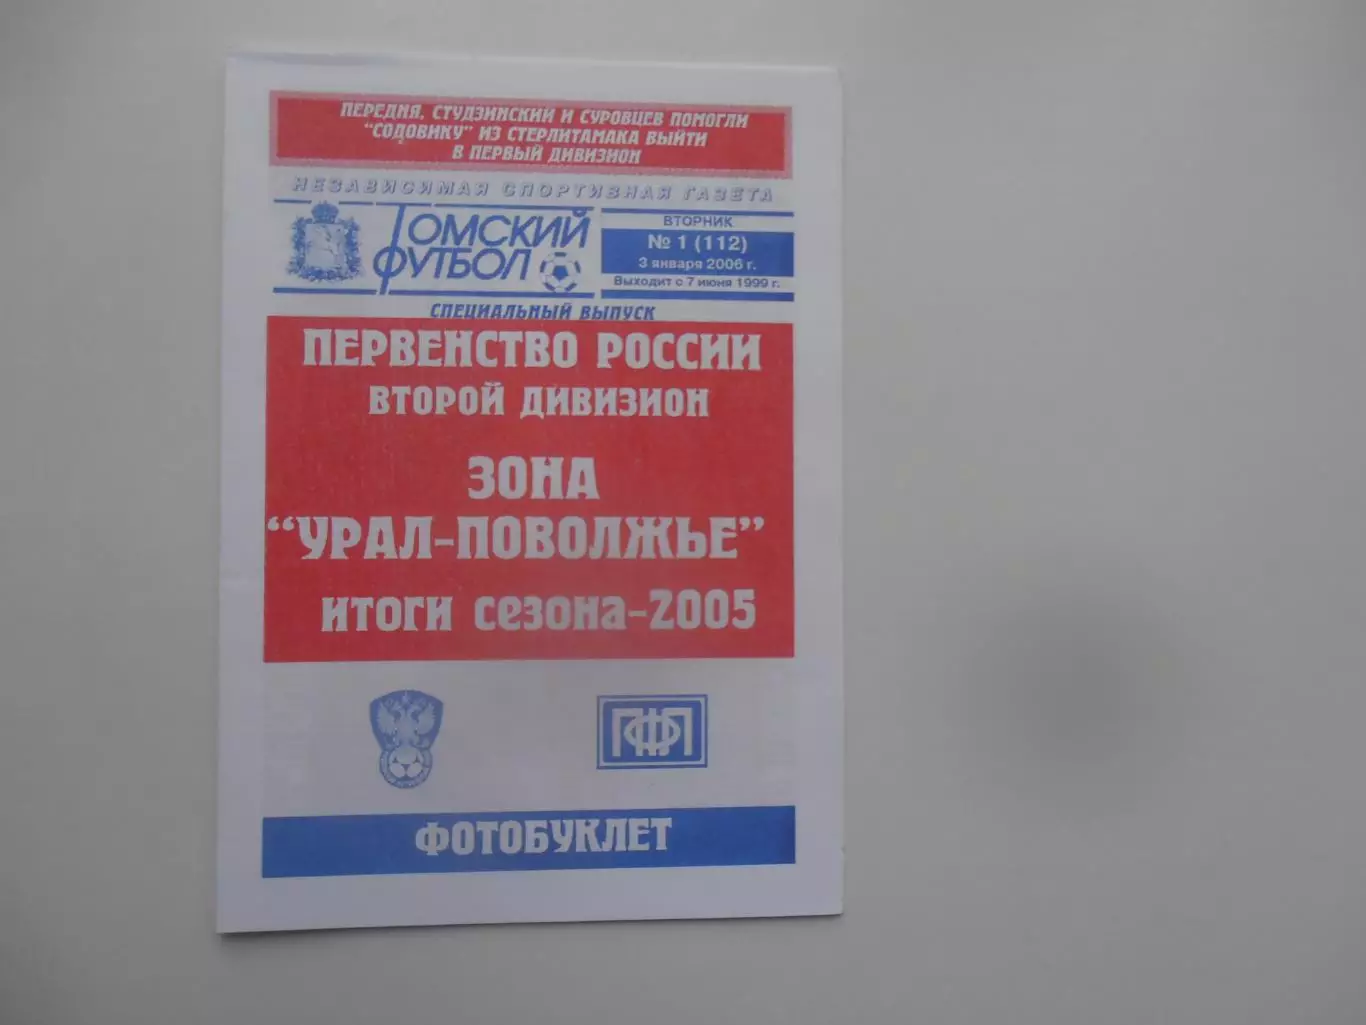 ПЕРЕДНЯ, СТУДЗИНСКИЙ И СУРОВЦЕВ ПОМОГЛИ
"СОДОВИКУ" ИЗ СТЕРЛИТАМАКА ВЫЙТИ
В ПЕРВЫЙ ДИВИЗИОН
НЕЗАВИСИМАЯ СПОРТИВНАЯ ГАЗЕТА
ТОМСКИЙ
ФУТБОЛ
ВТОРНИК
№ 1 (112)
3 января 2006 г.
Выходит с 7 июня 1999 г.
СПЕЦИАЛЬНЫЙ ВЫПУСК
ПЕРВЕНСТВО РОССИИ
ВТОРОЙ ДИВИЗИОН
ЗОНА
"УРАЛ-ПОВОЛЖЬЕ"
ИТОГИ СЕЗОНА-2005
ПФЛ
ФОТОБУКЛЕТ